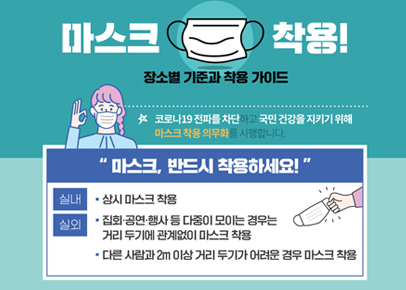 마스크 착용!
장소별 기준과 착용 가이드
코로나19 전파를 차단하고 국민 건강을 지키기 위해
마스크 착용 의무화를 시행합니다.
“ 마스크, 반드시 착용하세요! ”
실내 • 상시 마스크 착용
실외 • 집회·공연·행사 등 다중이 모이는 경우는
거리 두기에 관계없이 마스크 착용
• 다른 사람과 2m 이상 거리 두기가 어려운 경우 마스크 착용